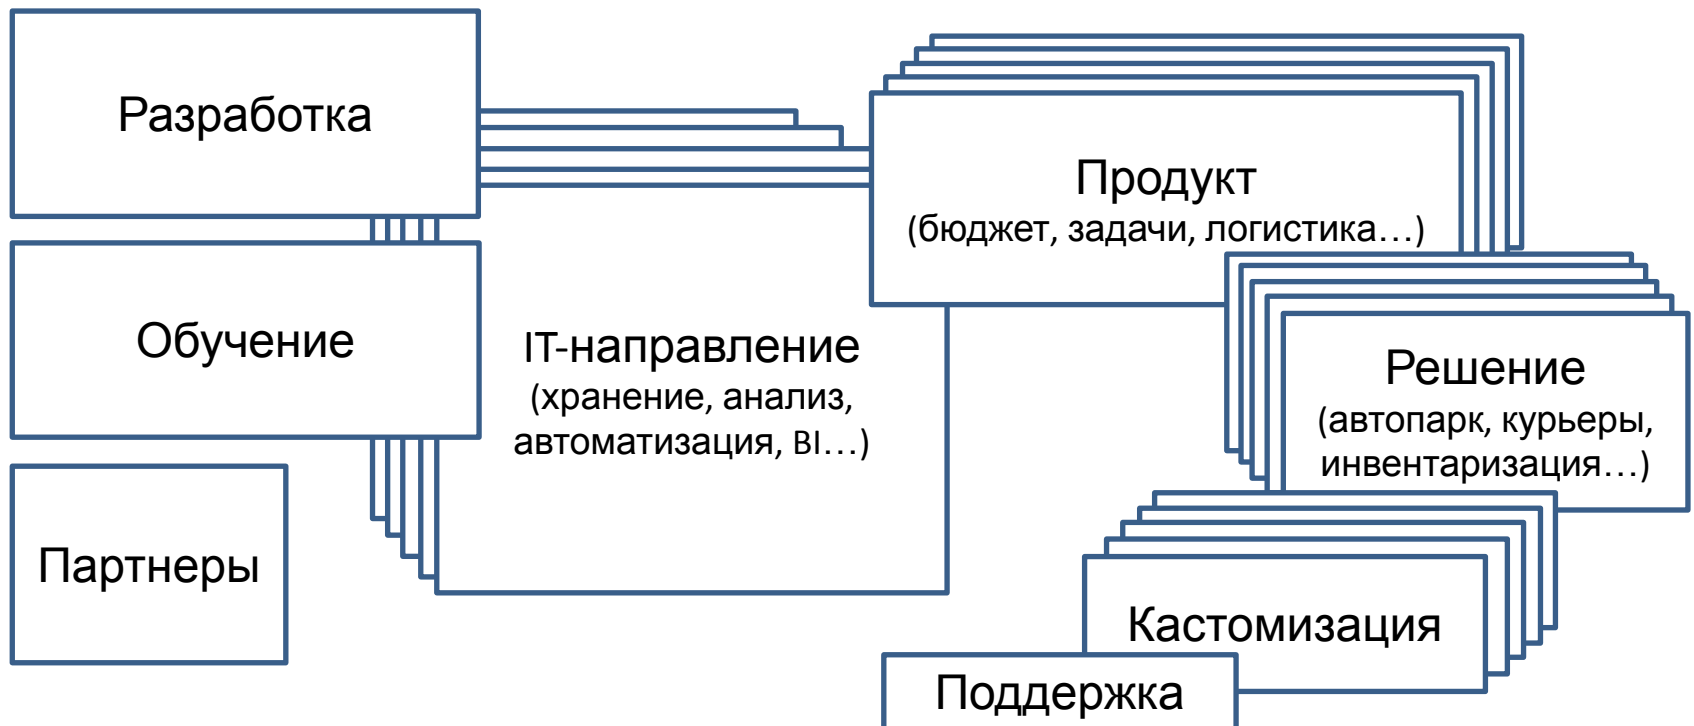 Разработка
Обучение
Партнеры
IT-направление
(хранение, анализ,
автоматизация, BI…)
Продукт
(бюджет, задачи, логистика…)
Решение
(автопарк, курьеры,
инвентаризация…)
Кастомизация
Поддержка